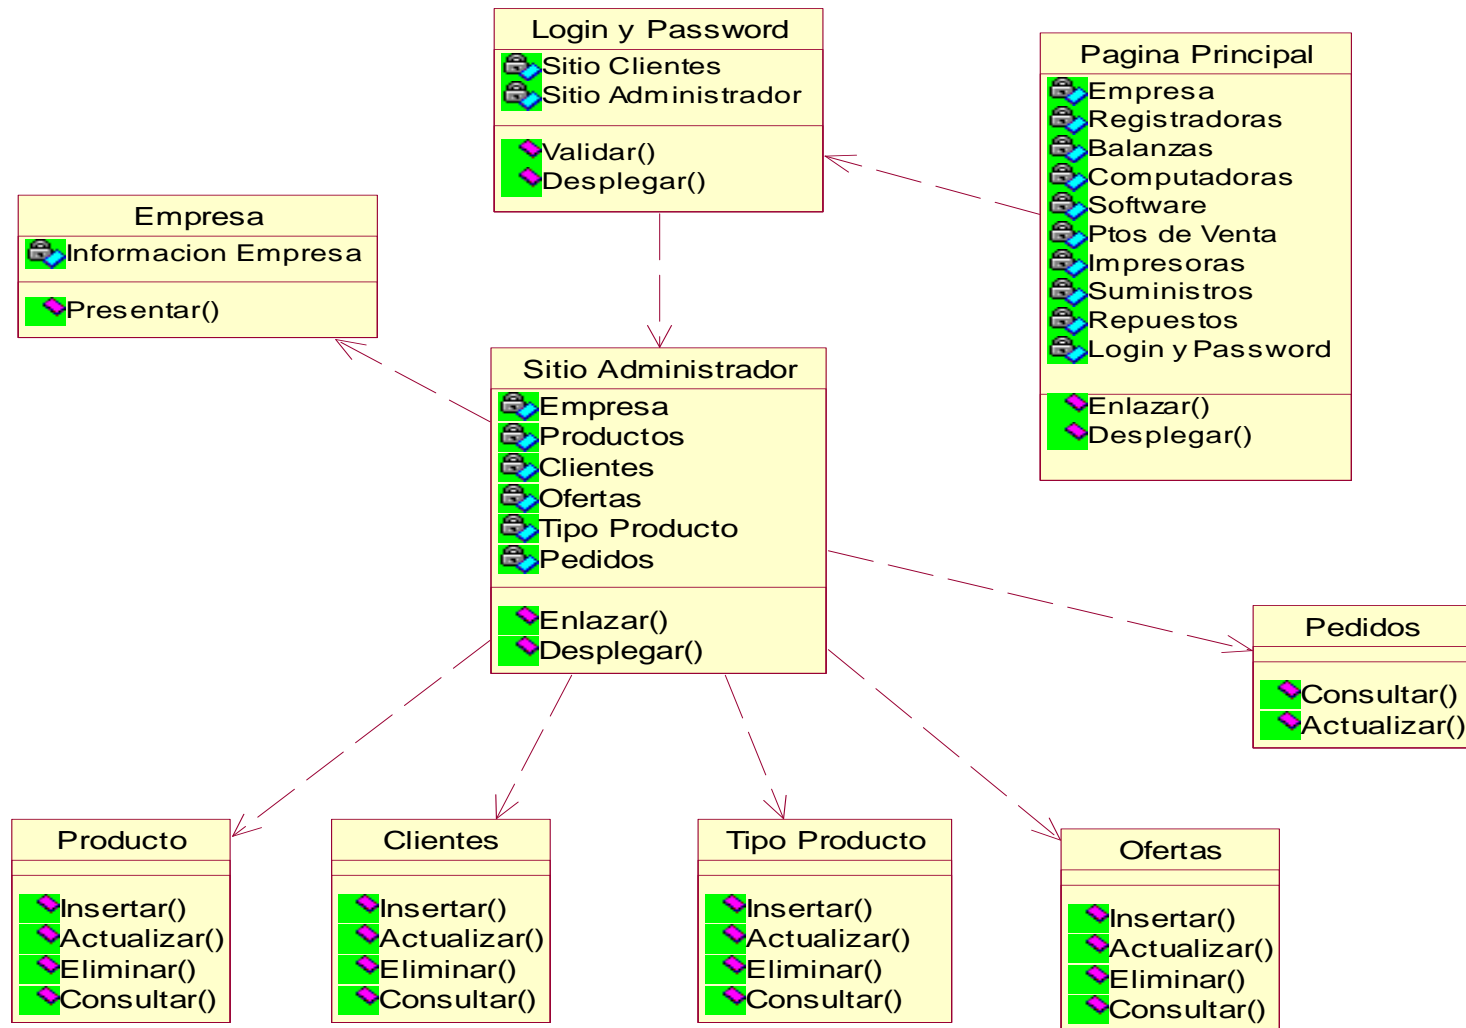 Login y Password
Sitio Clientes
Sitio Administrador
Validar()
Desplegar()
Pagina Principal
Empresa
Registradoras
Balanzas
Computadoras
Software
Ptos de Venta
Impresoras
Suministros
Repuestos
Login y Password
Enlazar()
Desplegar()
Empresa
Informacion Empresa
Presentar()
Sitio Administrador
Empresa
Productos
Clientes
Ofertas
Tipo Producto
Pedidos
Enlazar()
Desplegar()
Pedidos
Consultar()
Actualizar()
Producto
Insertar()
Actualizar()
Eliminar()
Consultar()
Clientes
Insertar()
Actualizar()
Eliminar()
Consultar()
Tipo Producto
Insertar()
Actualizar()
Eliminar()
Consultar()
Ofertas
Insertar()
Actualizar()
Eliminar()
Consultar()